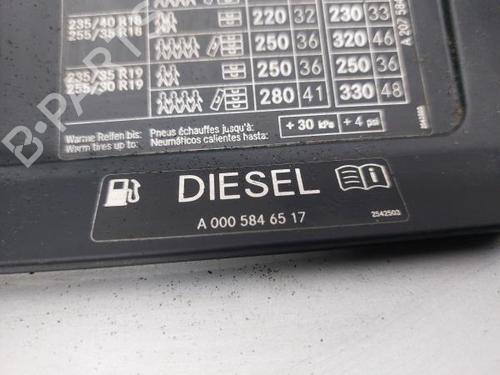 235/40 R18 220 32 230 33
255/35 R18 250 36 320 46
235/35 R19 250 36 250 36
255/30 R19 280 41 330 48
A 207 584
Warme Reifen bis: Pneus échauffés jusqu'à: + 30 kPa + 4 psi
Warm tires up to: Neumáticos calientes hasta:
DIESEL
A 000 584 65 17
2542503
B-PARTS